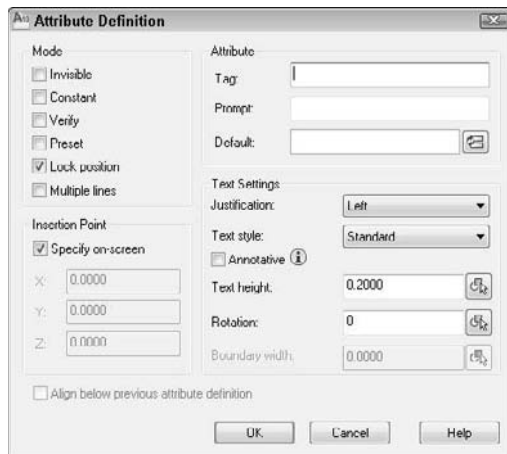 Attribute Definition
Mode
Invisible
Constant
Verify
Preset
Lock position
Multiple lines
Insertion Point
Specify on-screen
X: 0.0000
Y: 0.0000
Z: 0.0000
Attribute
Tag:
Prompt:
Default:
Text Settings
Justification: Left
Text style: Standard
Annotative
Text height: 0.2000
Rotation: 0
Boundary width: 0.0000
Align below previous attribute definition
OK Cancel Help